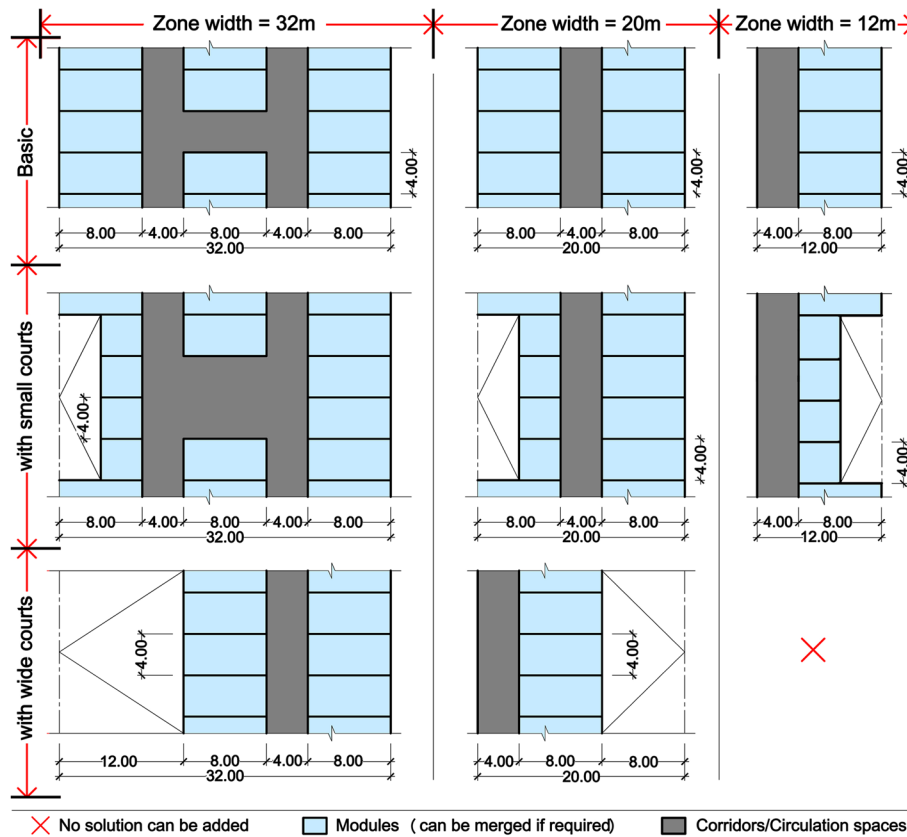 Zone width = 32m
Zone width = 20m
Zone width = 12m
Basic
4.00
4.00
4.00
8.00 4.00 8.00 4.00 8.00
32.00
8.00 4.00 8.00
20.00
4.00 8.00
12.00
with small courts
4.00
4.00
4.00
8.00 4.00 8.00 4.00 8.00
32.00
8.00 4.00 8.00
20.00
4.00 8.00
12.00
with wide courts
4.00
4.00
12.00 8.00 4.00 8.00
32.00
4.00 8.00 8.00
20.00
No solution can be added
Modules ( can be merged if required)
Corridors/Circulation spaces